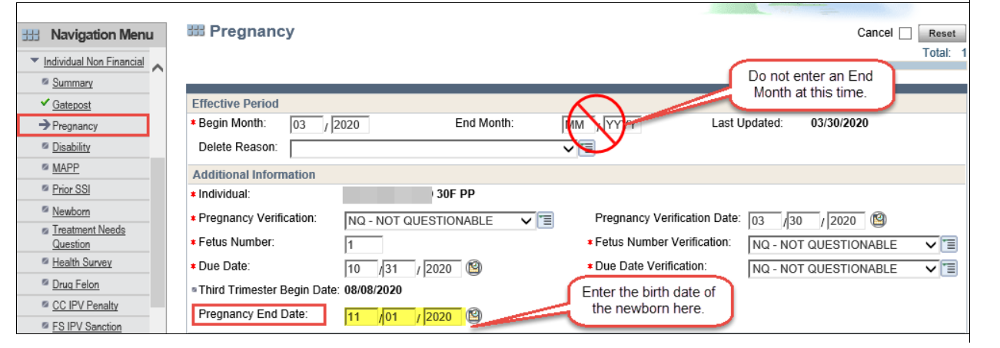 Navigation Menu
Individual Non Financial
Summary
Gatepost
Pregnancy
Disability
MAPP
Prior SSI
Newborn
Treatment Needs
Question
Health Survey
Drug Felon
CC IPV Penalty
FS IPV Sanction
Pregnancy
Cancel Reset
Total: 1
Do not enter an End
Month at this time.
Effective Period
* Begin Month: 03 / 2020 End Month: MM / YYYY Last Updated: 03/30/2020
Delete Reason:
Additional Information
* Individual: 30F PP
* Pregnancy Verification: NQ - NOT QUESTIONABLE Pregnancy Verification Date: 03 / 30 / 2020
* Fetus Number: 1 * Fetus Number Verification: NQ - NOT QUESTIONABLE
* Due Date: 10 / 31 / 2020 * Due Date Verification: NQ - NOT QUESTIONABLE
Third Trimester Begin Date: 08/08/2020
Enter the birth date of
the newborn here.
Pregnancy End Date: 11 / 01 / 2020